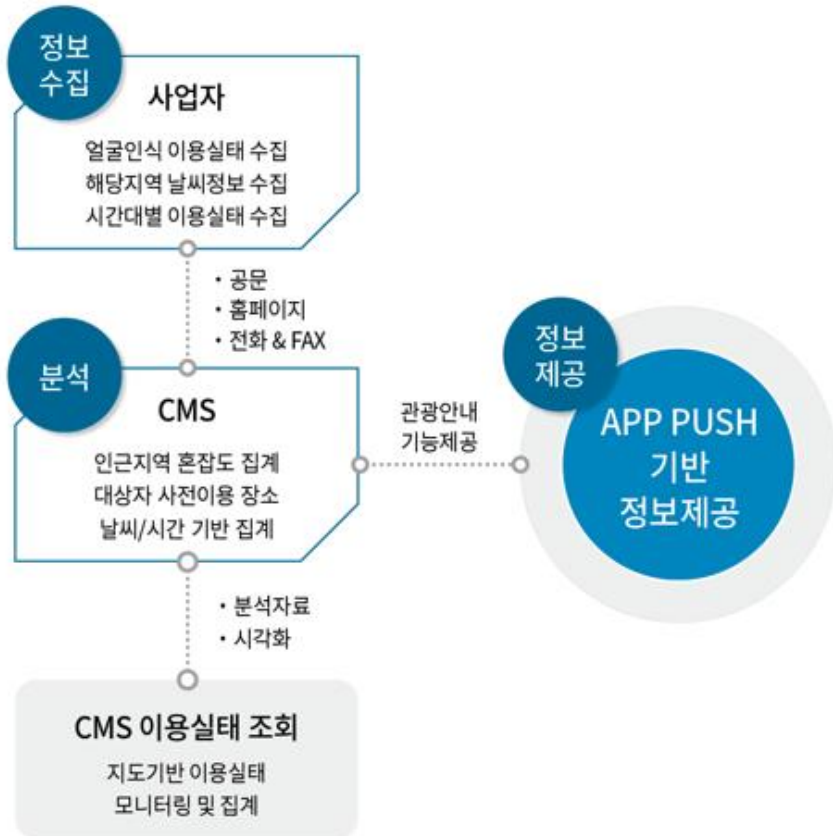 정보
수집
사업자
얼굴인식 이용실태 수집
해당지역 날씨정보 수집
시간대별 이용실태 수집
・공문
・홈페이지
・전화 & FAX
분석
CMS
인근지역 혼잡도 집계
대상자 사전이용 장소
날씨/시간 기반 집계
관광안내
기능제공
정보
제공
APP PUSH
기반
정보제공
・분석자료
・시각화
CMS 이용실태 조회
지도기반 이용실태
모니터링 및 집계